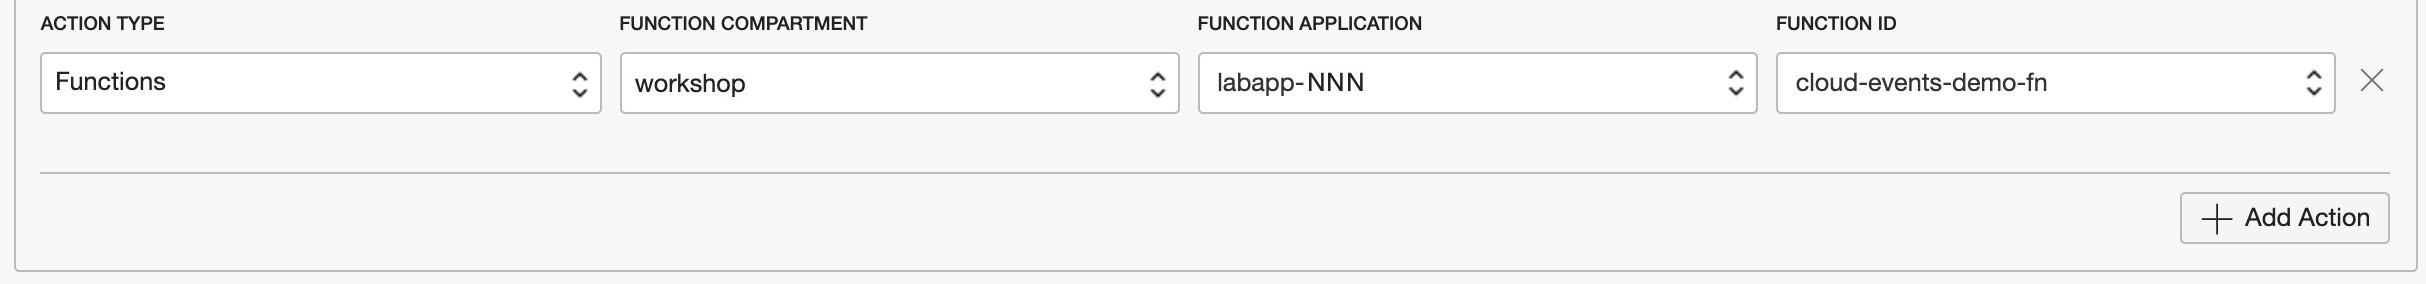 ACTION TYPE FUNCTION COMPARTMENT FUNCTION APPLICATION FUNCTION ID
Functions workshop labapp-NNN cloud-events-demo-fn
Add Action